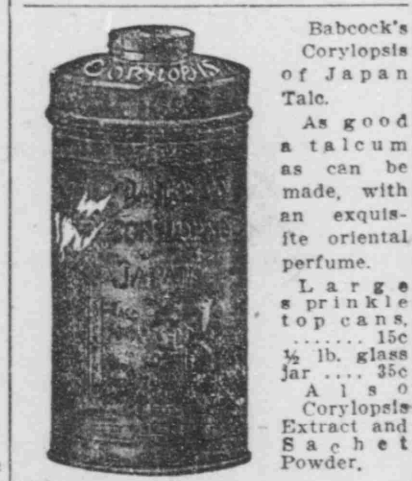 CORYLOPSIS
JAPAN
Babcock's
Corylopsis
of Japan
Talc.
As good
a talcum
as can be
made, with
an exquis-
ite oriental
perfume.
Large
sprinkle
top cans,
....... 15c
½ lb. glass
jar .... 35c
Also
Corylopsis
Extract and
Sachet
Powder.